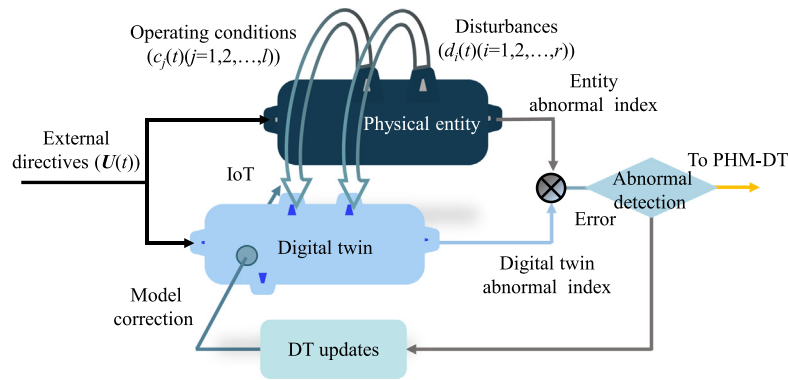 Operating conditions
(cj(t)(j=1,2,…,l))
Disturbances
(di(t)(i=1,2,…,r))
Entity
abnormal index
Physical entity
External
directives (U(t))
IoT
To PHM-DT
Abnormal
detection
Error
Digital twin
Digital twin
abnormal index
Model
correction
DT updates